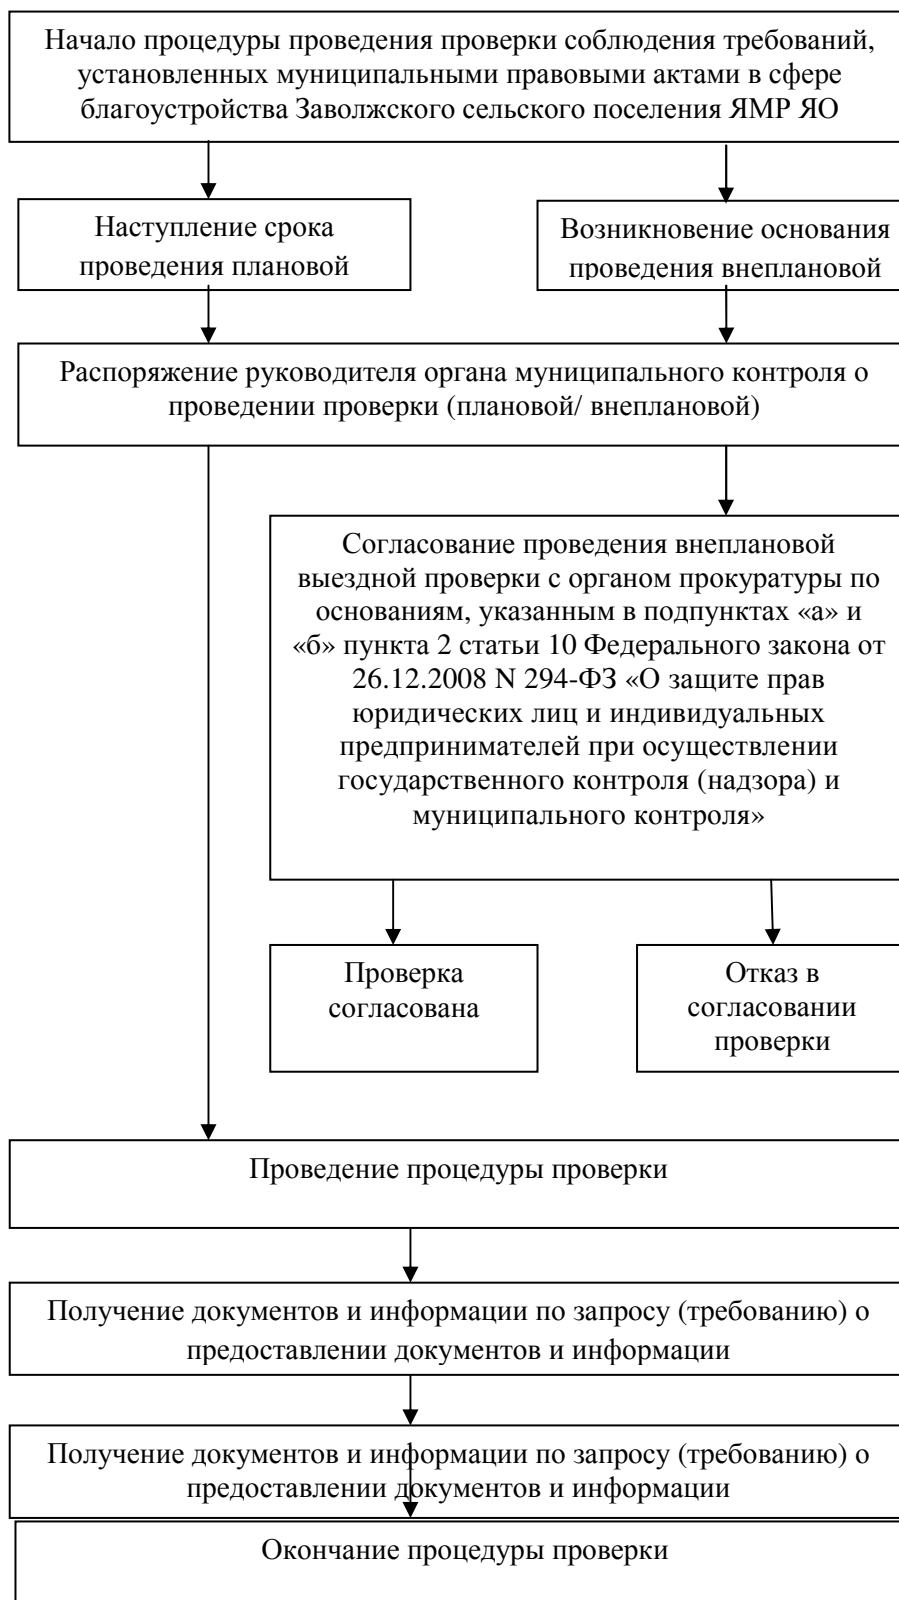 Начало процедуры проведения проверки соблюдения требований,
установленных муниципальными правовыми актами в сфере
благоустройства Заволжского сельского поселения ЯМР ЯО
Наступление срока
проведения плановой
Возникновение основания
проведения внеплановой
Распоряжение руководителя органа муниципального контроля о
проведении проверки (плановой/ внеплановой)
Согласование проведения внеплановой
выездной проверки с органом прокуратуры по
основаниям, указанным в подпунктах «а» и
«б» пункта 2 статьи 10 Федерального закона от
26.12.2008 N 294-ФЗ «О защите прав
юридических лиц и индивидуальных
предпринимателей при осуществлении
государственного контроля (надзора) и
муниципального контроля»
Проверка
согласована
Отказ в
согласовании
проверки
Проведение процедуры проверки
Получение документов и информации по запросу (требованию) о
предоставлении документов и информации
Получение документов и информации по запросу (требованию) о
предоставлении документов и информации
Окончание процедуры проверки